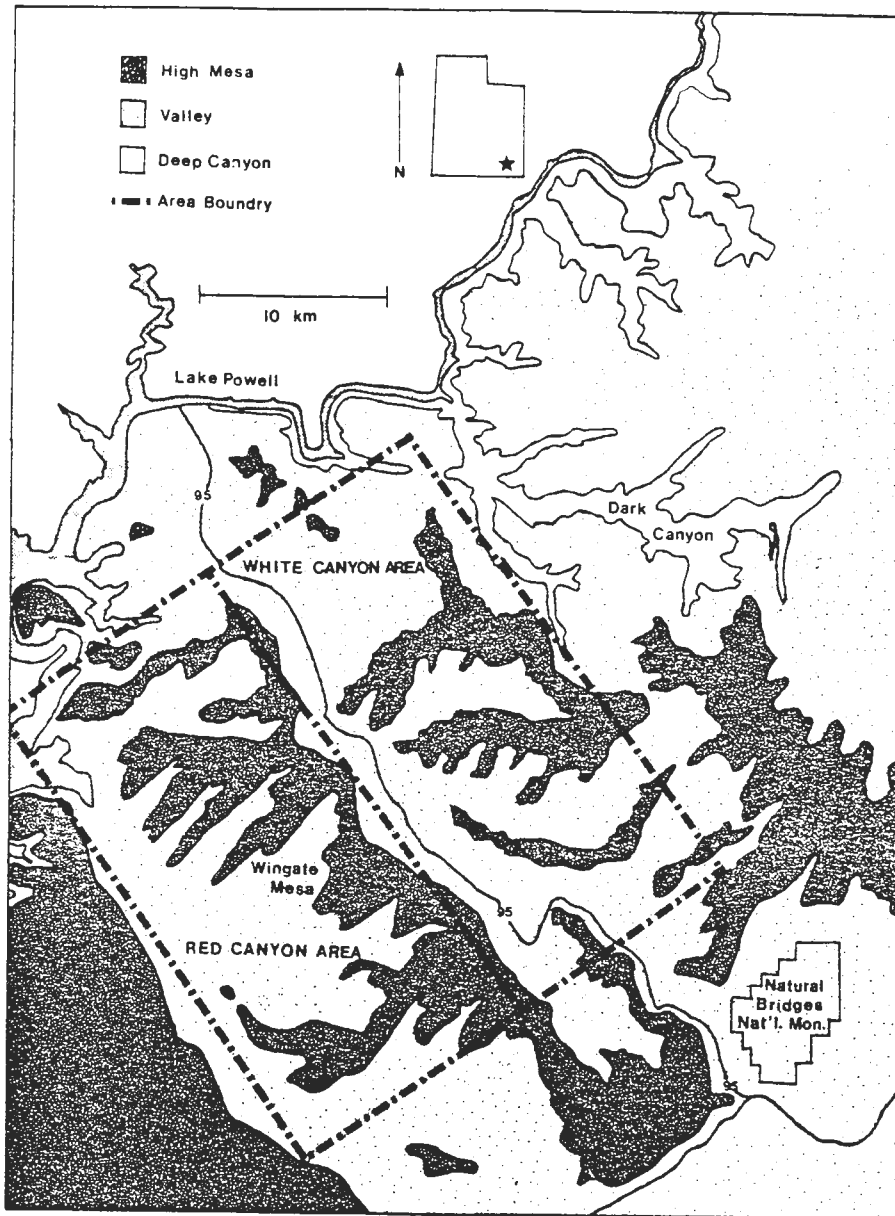 High Mesa
Valley
Deep Canyon
Area Boundry
N
10 km
Lake Powell
95
Dark
Canyon
WHITE CANYON AREA
Wingate
Mesa
95
RED CANYON AREA
Natural
Bridges
Nat'l. Mon.